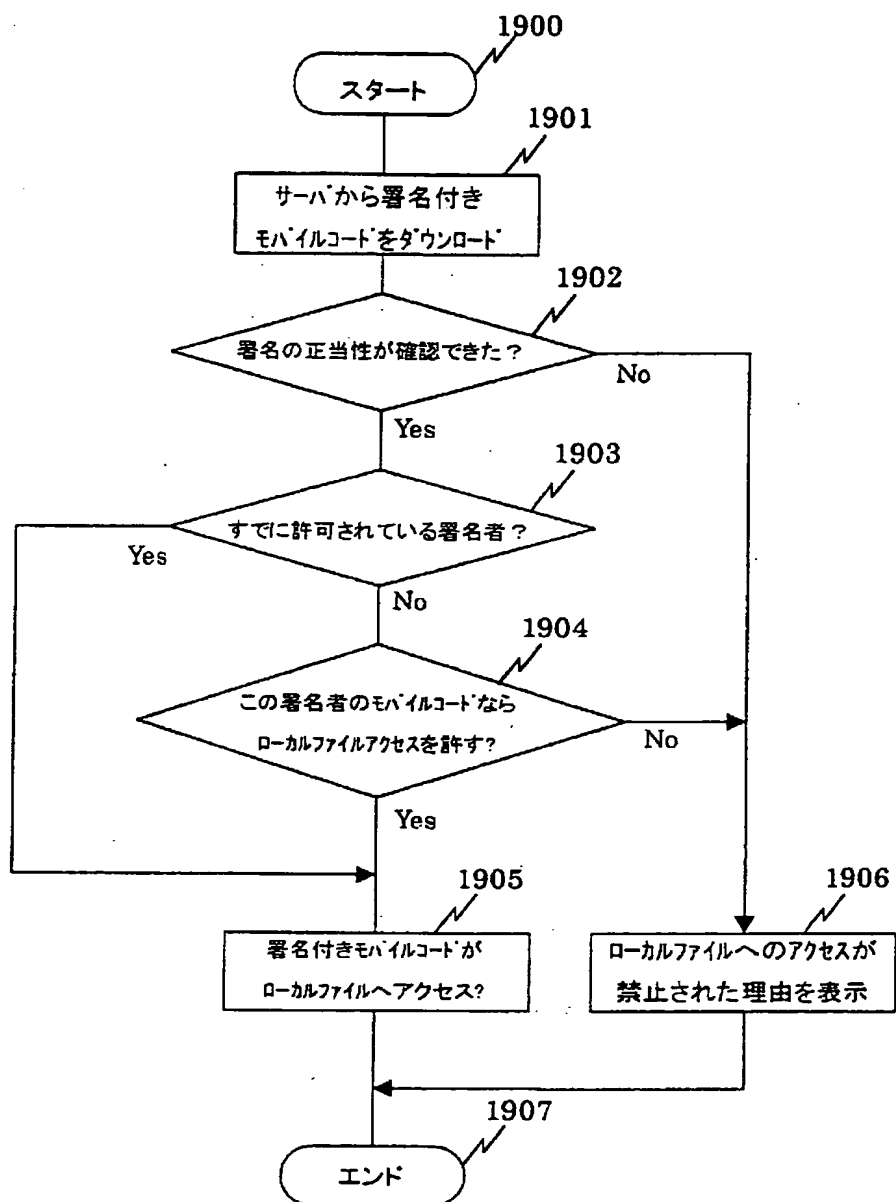 1900
スタート
1901
サーバから署名付き
モバイルコードをダウンロード
1902
署名の正当性が確認できた？
No
Yes
1903
すでに許可されている署名者？
Yes
No
1904
この署名者のモバイルコードなら
ローカルファイルアクセスを許す?
No
Yes
1905
署名付きモバイルコードが
ローカルファイルへアクセス?
1906
ローカルファイルへのアクセスが
禁止された理由を表示
1907
エンド